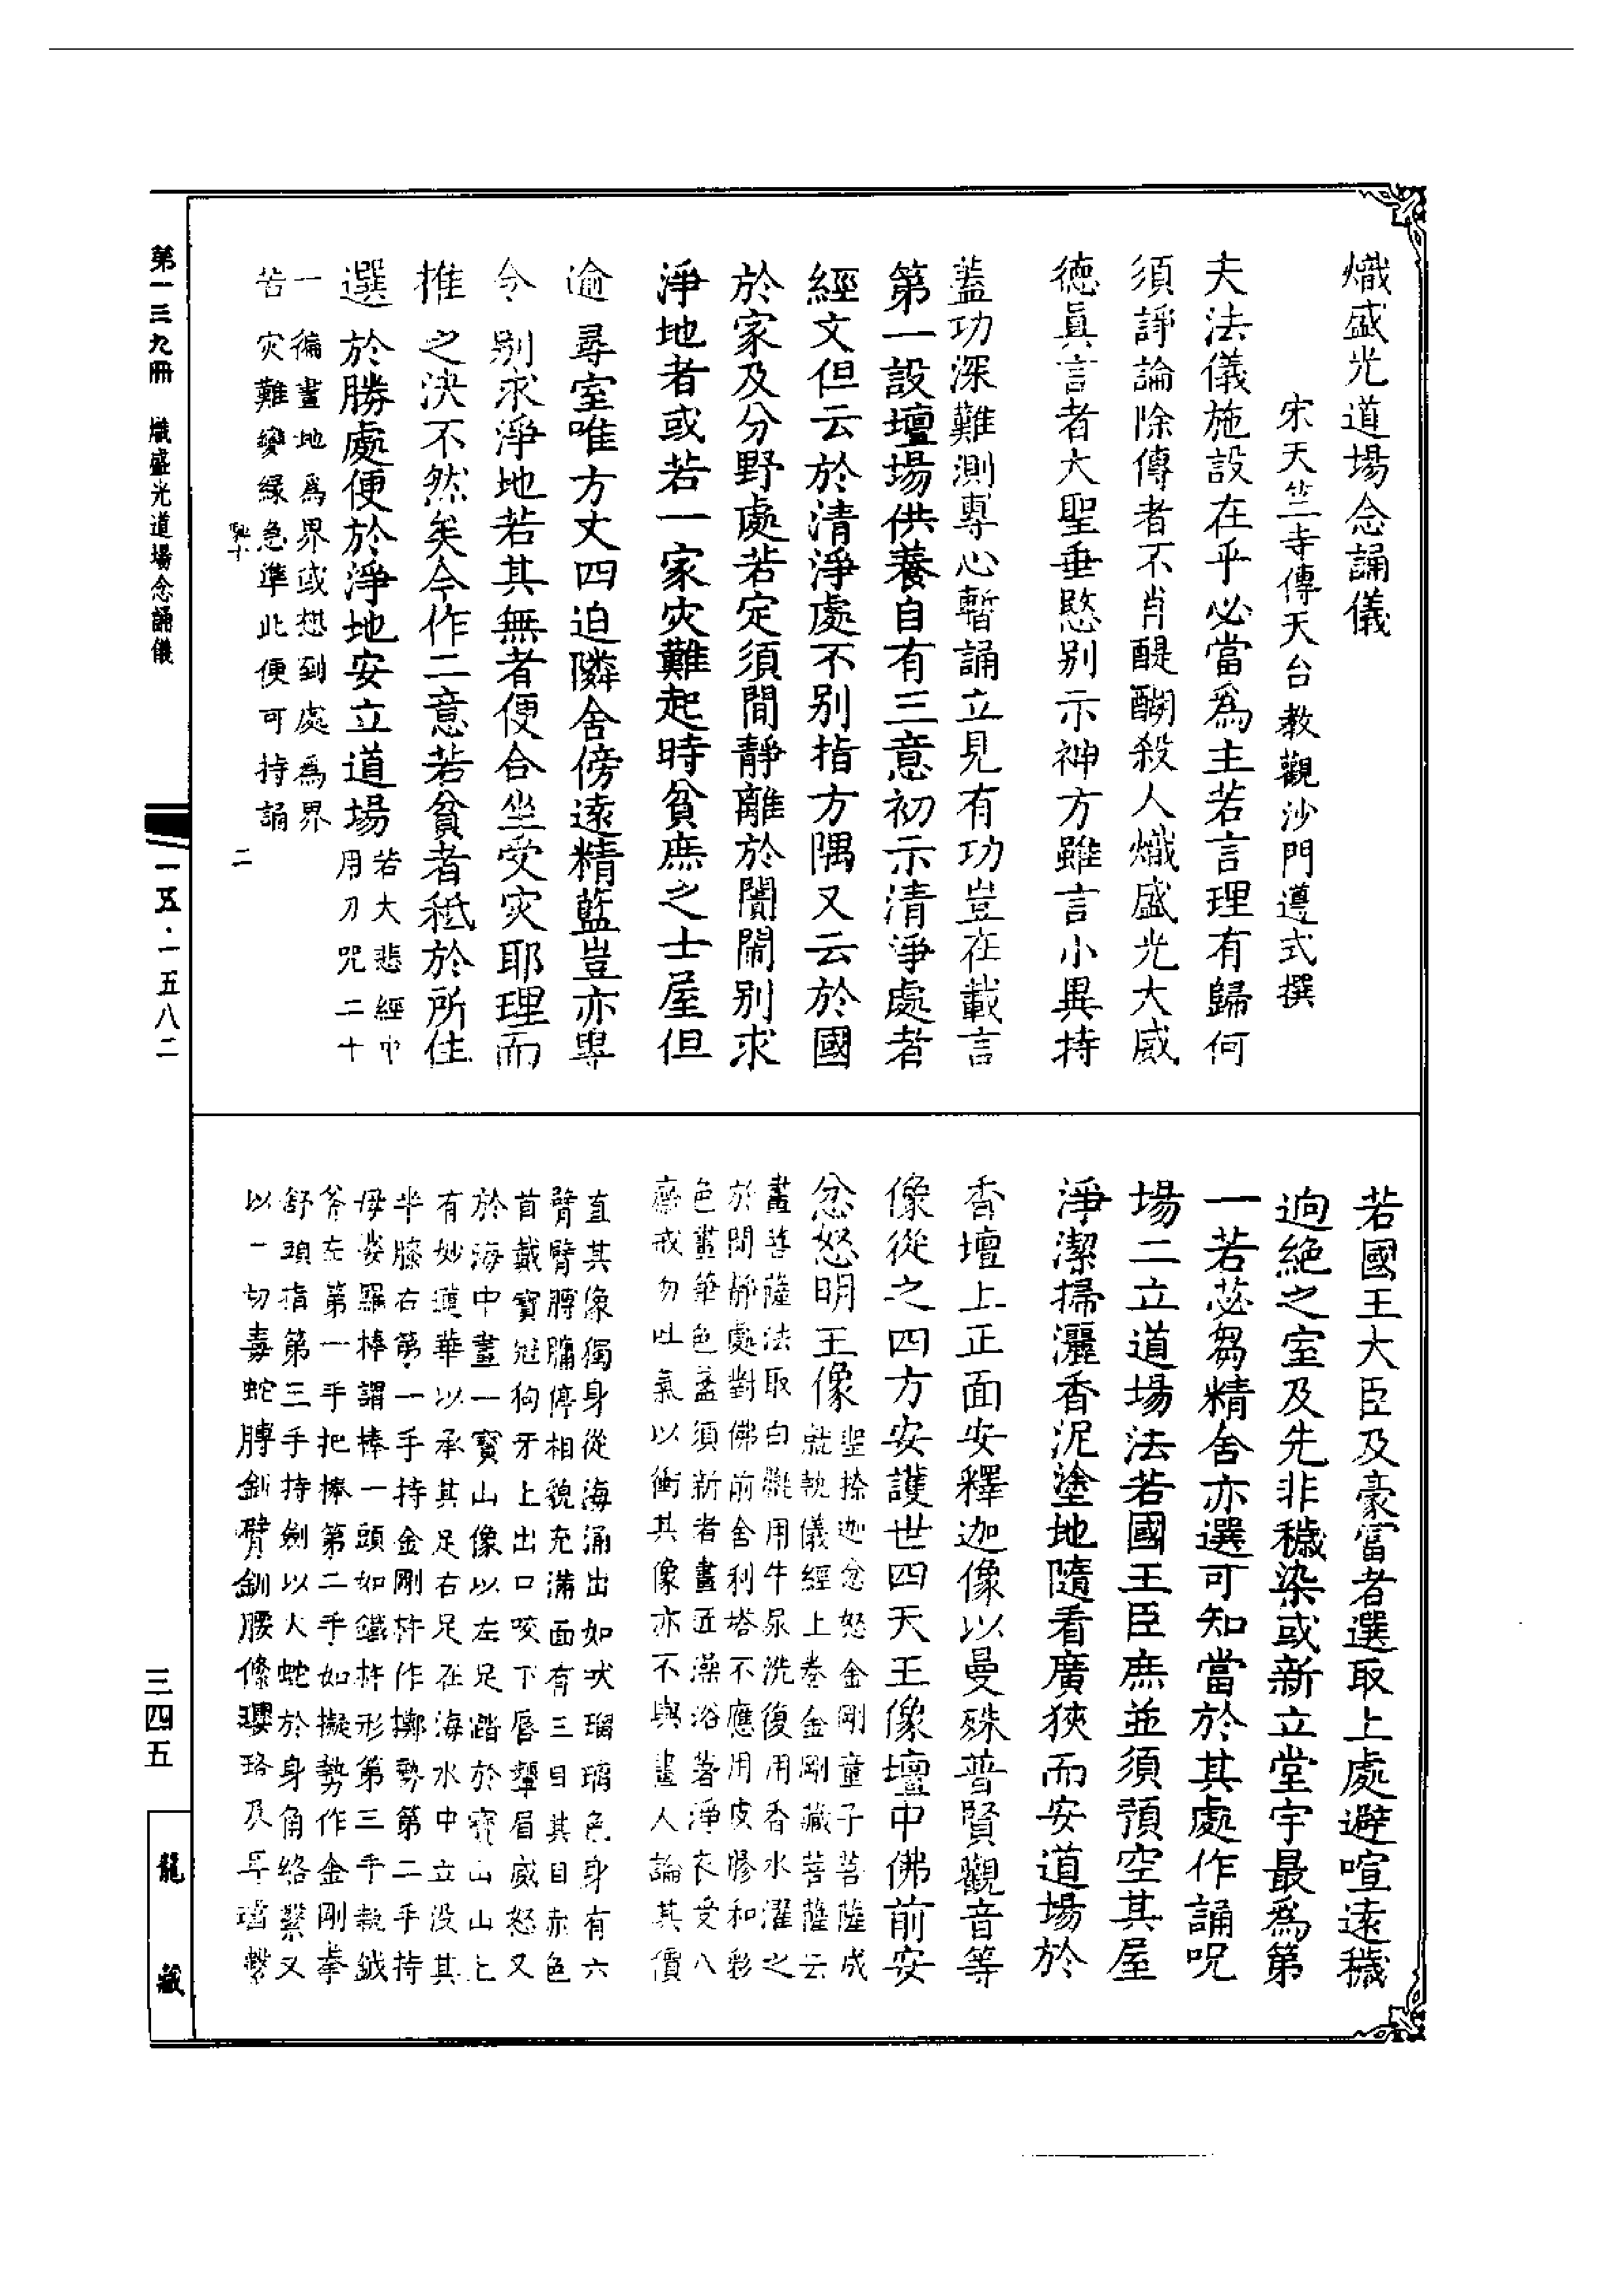 熾盛光道場念誦儀
宋天竺寺傳天台教觀沙門遵式撰
夫法儀施設在乎必當爲主若言理有歸何
須諍論除傳者不肖醍醐殺人熾盛光大威
德眞言者大聖垂愍别示神方雖言小異持
蓋功深難測專心暫誦立見有功豈在載言
第一設壇場供養自有三意初示清淨處者
經文但云於清淨處不别指方隅又云於國
於家及分野處若定須閒靜離於闤閙别求
淨地者或若一家灾難起時貧庶之士屋但
逾尋室唯方丈四迫隣舍傍遠精藍豈亦畢
令别求淨地若其無者便合坐受灾耶理而
推之決不然矣今作二意若貧者秖於所住
選於勝處便於淨地安立道場若大悲經中
用刀呪二十
一徧畫地爲界或想到處爲界
苦灾難變緣急準此便可持誦
二
若國王大臣及豪富者選取上處避喧遠穢
逈絶之室及先非穢染或新立堂宇最爲第
一若苾芻精舍亦選可知當於其處作誦呪
場二立道場法若國王臣庶並須預空其屋
淨潔掃灑香泥塗地隨看廣狹而安道場於
香壇上正面安釋迦像以曼殊普賢觀音等
像從之四方安護世四天王像壇中佛前安
忿怒明王像聖捺迦忿怒金剛童子菩薩成
就執儀經上卷金剛藏菩薩云
畫菩薩法取白㲲用牛尿洗復用香水濯之
於閒靜處對佛前舍利塔不應用皮膠和彩
色畫筆色盞須新者畫匠澡浴著淨衣受八
齋戒勿吐氣以衝其像亦不與畫人論其價
直其像獨身從海涌出如吠瑠璃色身有六
臂臂膊𦟛停相貌充滿面有三目其目赤色
首戴寶冠狗牙上出口咬下唇顰眉威怒又
於海中畫一寶山像以左足踏於寶山山上
有妙蓮華以承其足右足在海水中立没其
半膝右第一手持金剛杵作擲勢第二手持
母娑羅棒謂棒一頭如鐵杵形第三手執鉞
斧左第一手把棒第二手如擬勢作金剛拳
舒頭指第三手持劍以大蛇於身角絡繫又
以一切毒蛇膊釧臂釧腰絛瓔珞及耳璫繫
第一三九冊　熾盛光道場念誦儀
一五·一五八二
三四五
龍藏